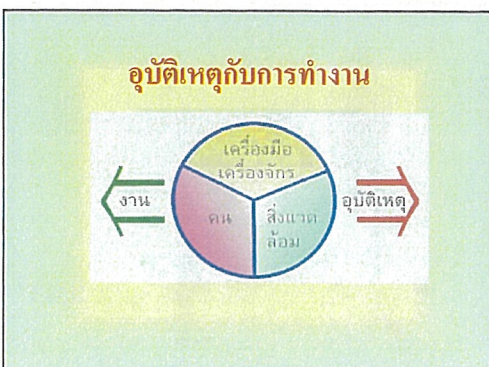 อุบัติเหตุกับการทำงาน
เครื่องมือ
เครื่องจักร
งาน
คน
สิ่งแวด
ล้อม
อุบัติเหตุ